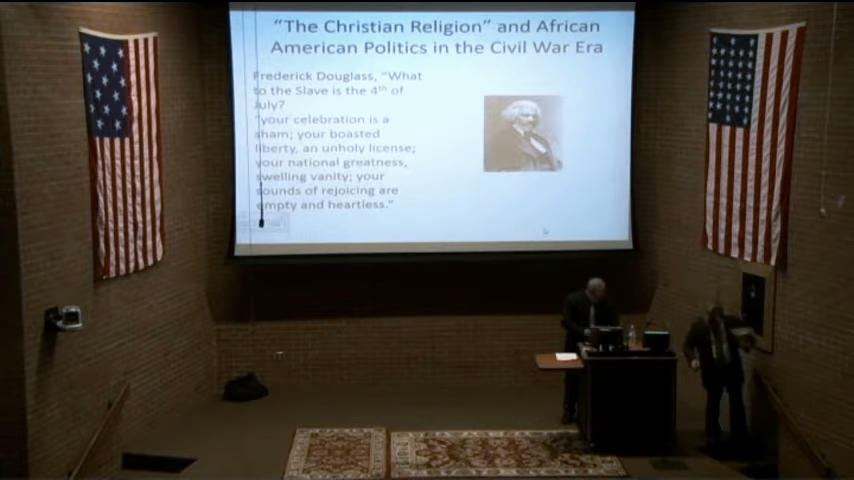 “The Christian Religion” and African
American Politics in the Civil War Era
Frederick Douglass, “What
to the Slave is the 4th of
July?
“your celebration is a
sham; your boasted
liberty, an unholy license;
your national greatness,
swelling vanity; your
sounds of rejoicing are
empty and heartless.”